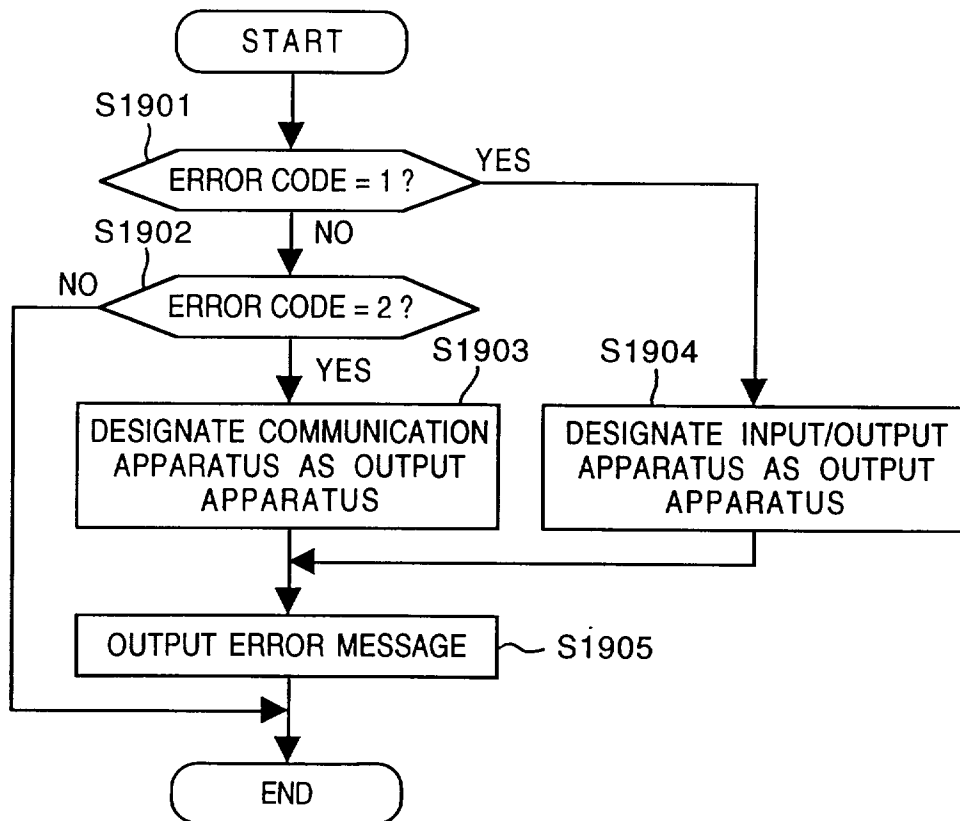 START
S1901
ERROR CODE = 1 ?
YES
NO
S1902
NO
ERROR CODE = 2 ?
YES
S1903
S1904
DESIGNATE COMMUNICATION
APPARATUS AS OUTPUT
APPARATUS
DESIGNATE INPUT/OUTPUT
APPARATUS AS OUTPUT
APPARATUS
OUTPUT ERROR MESSAGE
S1905
END